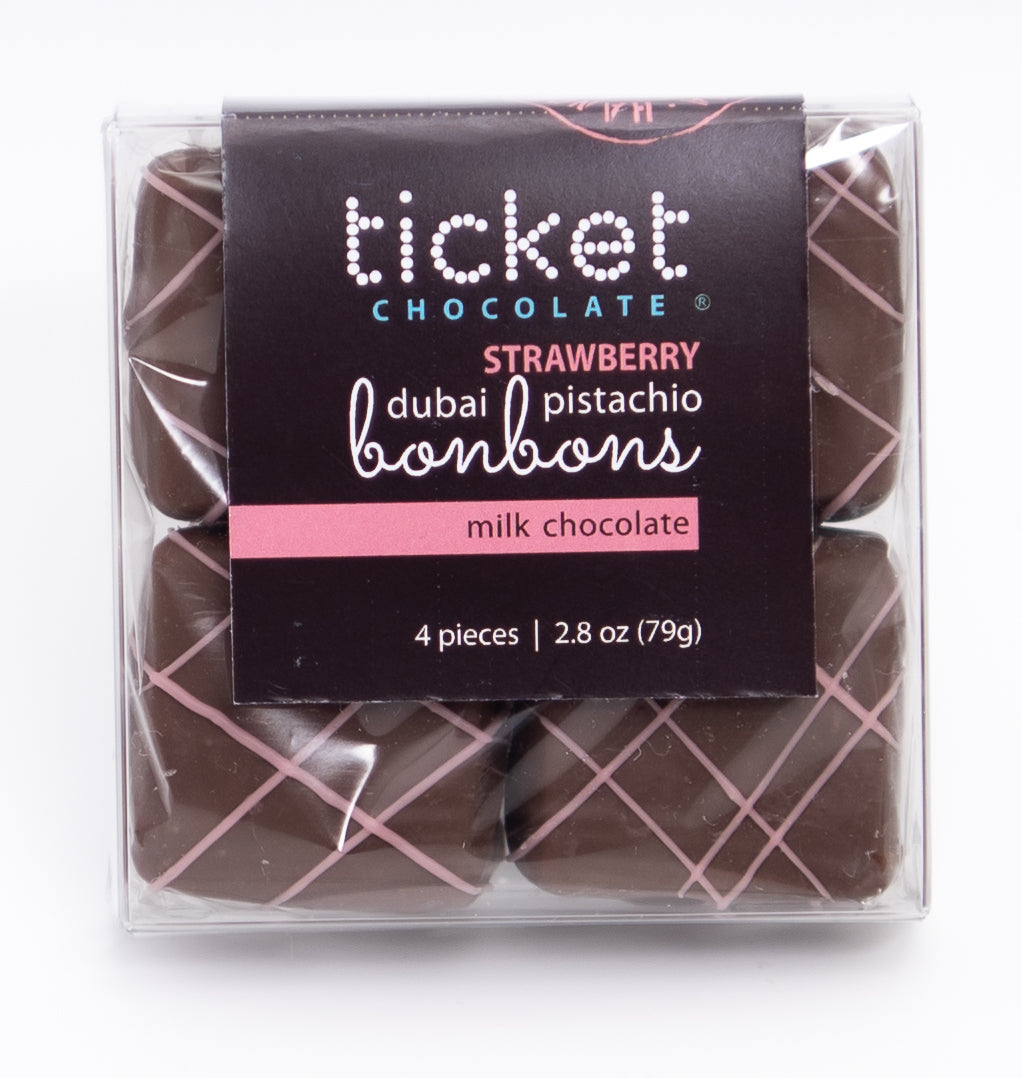 ticket
CHOCOLATE ®
STRAWBERRY
dubai pistachio
bonbons
milk chocolate
4 pieces | 2.8 oz (79g)